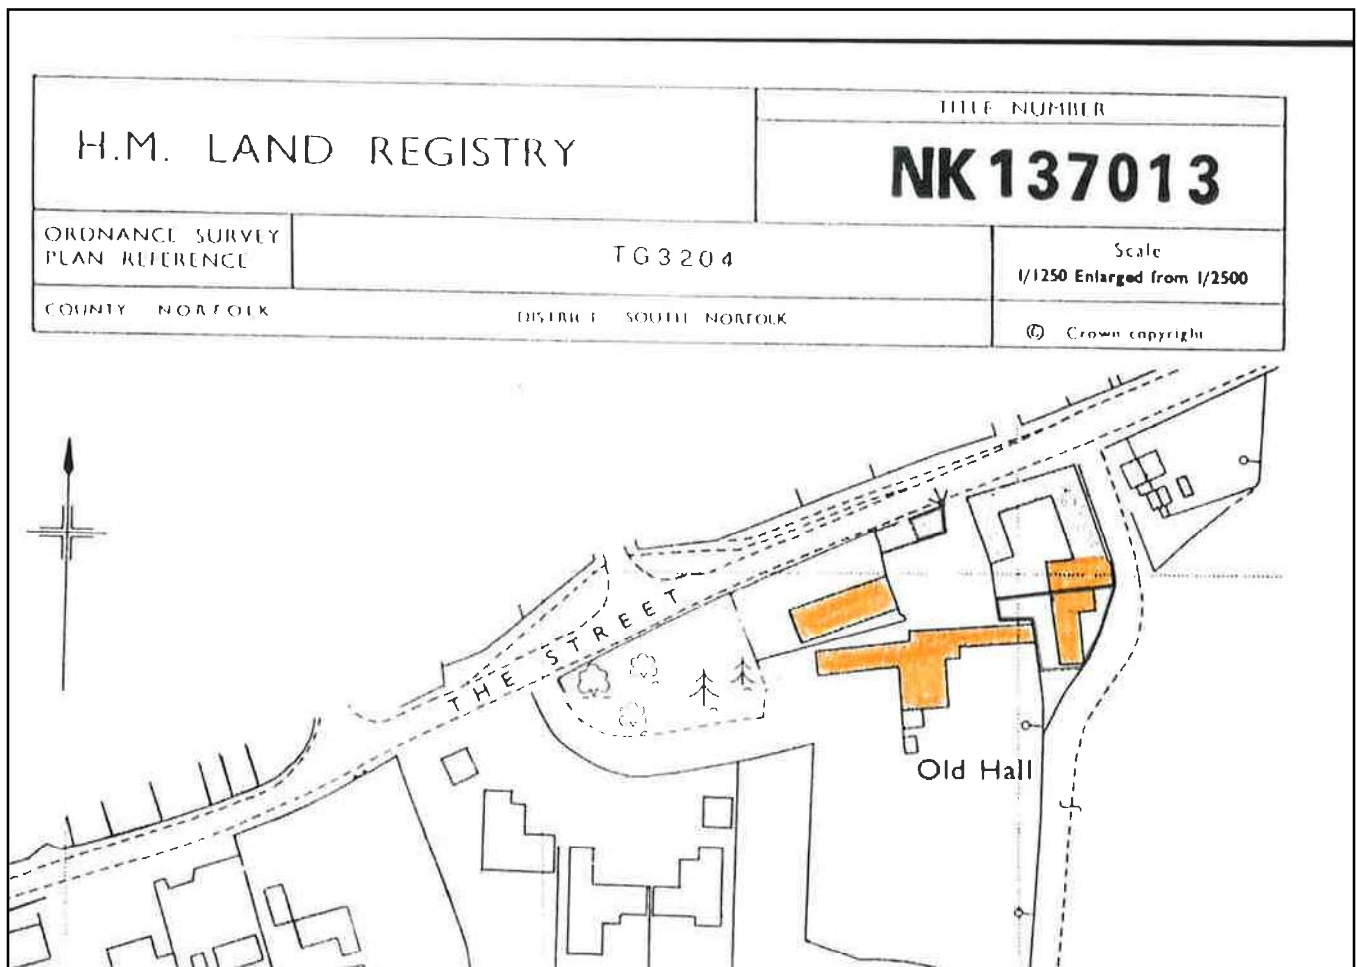 H.M. LAND REGISTRY
TITLE NUMBER
NK137013
ORDNANCE SURVEY
PLAN REFERENCE
TG3204
Scale
1/1250 Enlarged from 1/2500
COUNTY NORFOLK
DISTRICT SOUTH NORFOLK
© Crown copyright
THE STREET
Old Hall